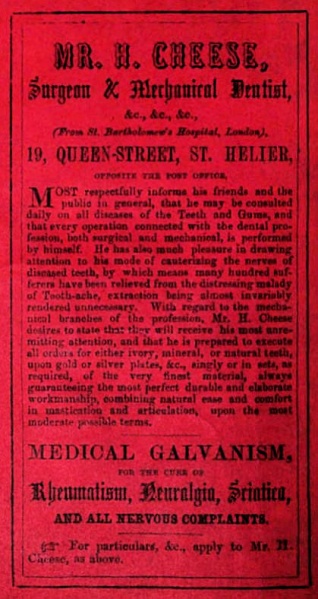 MR. H. CHEESE,
Surgeon & Mechanical Dentist,
&c., &c., &c.,
(From St. Bartholomew's Hospital, London),
19, QUEEN-STREET, ST. HELIER,
OPPOSITE THE POST OFFICE,
MOST respectfully informs his friends and the
public in general, that he may be consulted
daily on all diseases of the Teeth and Gums, and
that every operation connected with the dental pro-
fession, both surgical and mechanical, is performed
by himself. He has also much pleasure in drawing
attention to his mode of cauterizing the nerves of
diseased teeth, by which means many hundred suf-
ferers have been relieved from the distressing malady
of Tooth-ache, extraction being almost invariably
rendered unnecessary. With regard to the mecha-
nical branches of the profession, Mr. H. Cheese
desires to state that they will receive his most unre-
mitting attention, and that he is prepared to execute
all orders for either ivory, mineral, or natural teeth,
upon gold or silver plates, &c., singly or in sets, as
required, of the very finest material, always
guaranteeing the most perfect durable and elaborate
workmanship, combining natural ease and comfort
in mastication and articulation, upon the most
moderate possible terms.
MEDICAL GALVANISM,
FOR THE CURE OF
Rheumatism, Neuralgia, Sciatica,
AND ALL NERVOUS COMPLAINTS.
☞ For particulars, &c., apply to Mr. H.
Cheese, as above.